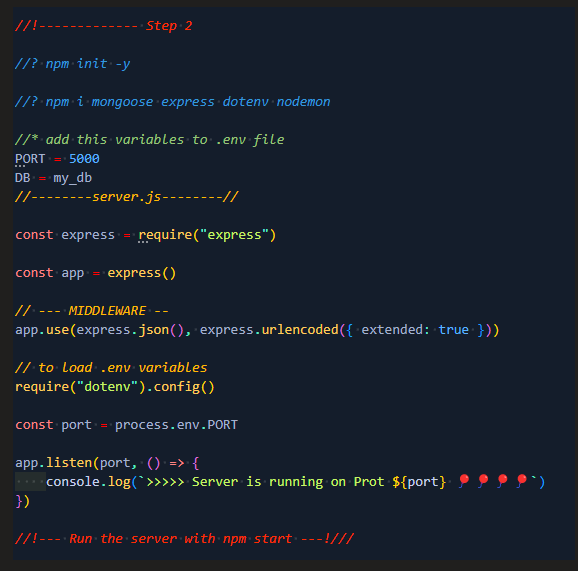 //!------------- Step 2
//? npm init -y
//? npm i mongoose express dotenv nodemon
//* add this variables to .env file
PORT = 5000
DB = my_db
//--------server.js--------//
const express = require("express")
const app = express()
// --- MIDDLEWARE --
app.use(express.json(), express.urlencoded({ extended: true }))
// to load .env variables
require("dotenv").config()
const port = process.env.PORT
app.listen(port, () => {
    console.log(`>>>>> Server is running on Prot ${port} 🎈🎈🎈🎈`)
})
//!--- Run the server with npm start ---!///